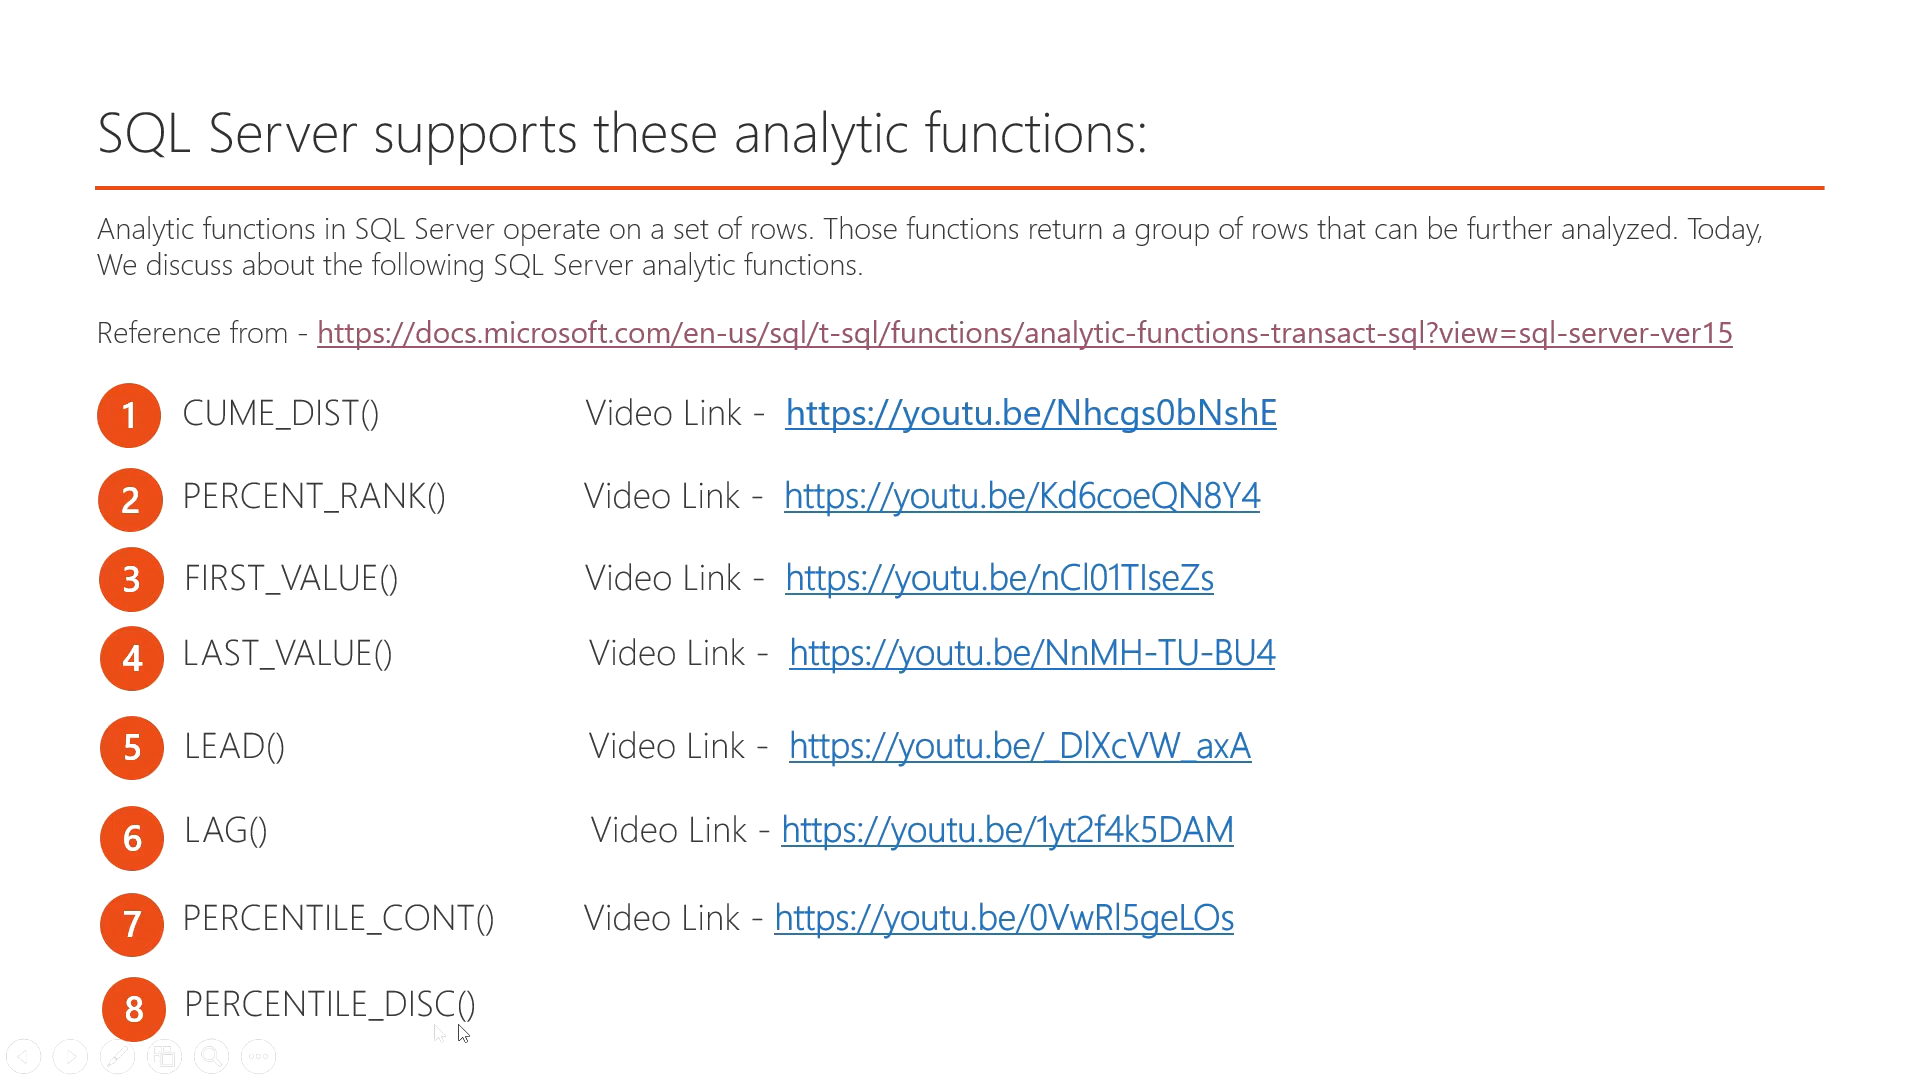 SQL Server supports these analytic functions:
Analytic functions in SQL Server operate on a set of rows. Those functions return a group of rows that can be further analyzed. Today,
We discuss about the following SQL Server analytic functions.
Reference from - https://docs.microsoft.com/en-us/sql/t-sql/functions/analytic-functions-transact-sql?view=sql-server-ver15
1 CUME_DIST() Video Link - https://youtu.be/Nhcgs0bNshE
2 PERCENT_RANK() Video Link - https://youtu.be/Kd6coeQN8Y4
3 FIRST_VALUE() Video Link - https://youtu.be/nCl01TIseZs
4 LAST_VALUE() Video Link - https://youtu.be/NnMH-TU-BU4
5 LEAD() Video Link - https://youtu.be/_DlXcVW_axA
6 LAG() Video Link - https://youtu.be/1yt2f4k5DAM
7 PERCENTILE_CONT() Video Link - https://youtu.be/0VwRl5geLOs
8 PERCENTILE_DISC()